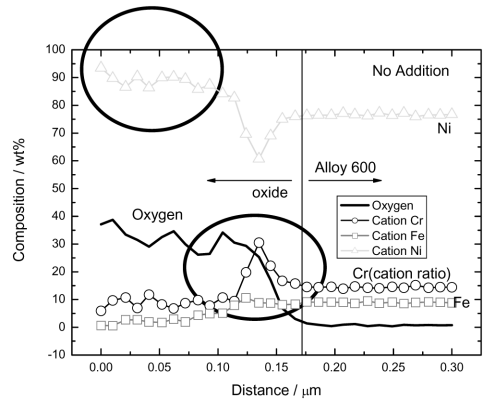 No Addition
Ni
Alloy 600
oxide
Oxygen
Oxygen
Cation Cr
Cation Fe
Cation Ni
Cr(cation ratio)
Fe
Composition / wt%
100
90
80
70
60
50
40
30
20
10
0
-10
0.00
0.05
0.10
0.15
0.20
0.25
0.30
Distance / μm